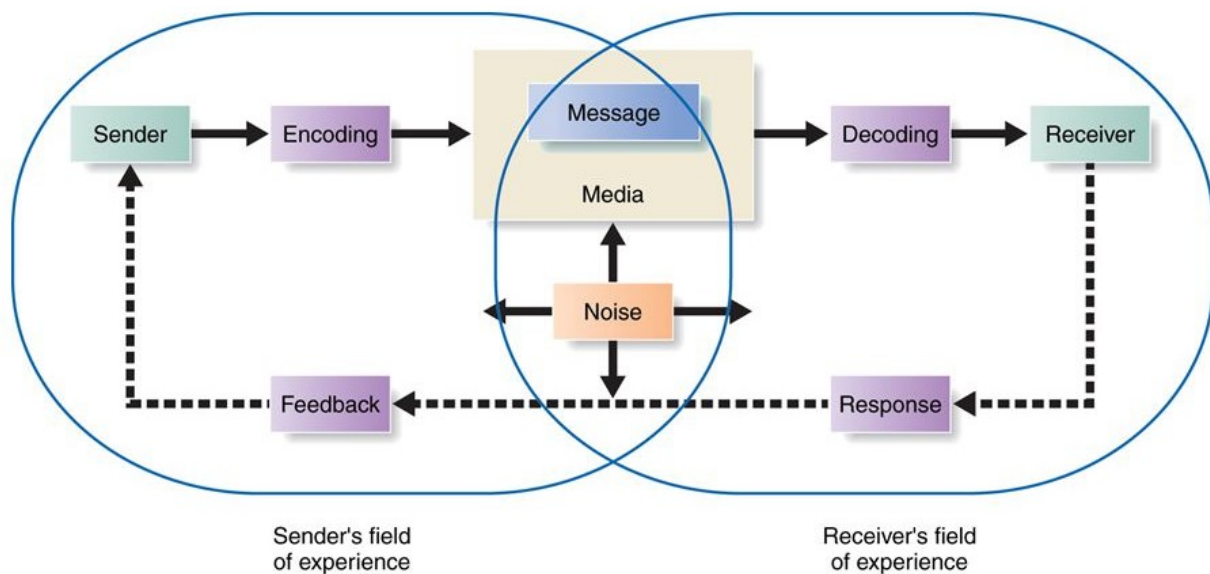 Sender
Encoding
Message
Media
Decoding
Receiver
Noise
Feedback
Response
Sender's field
of experience
Receiver's field
of experience